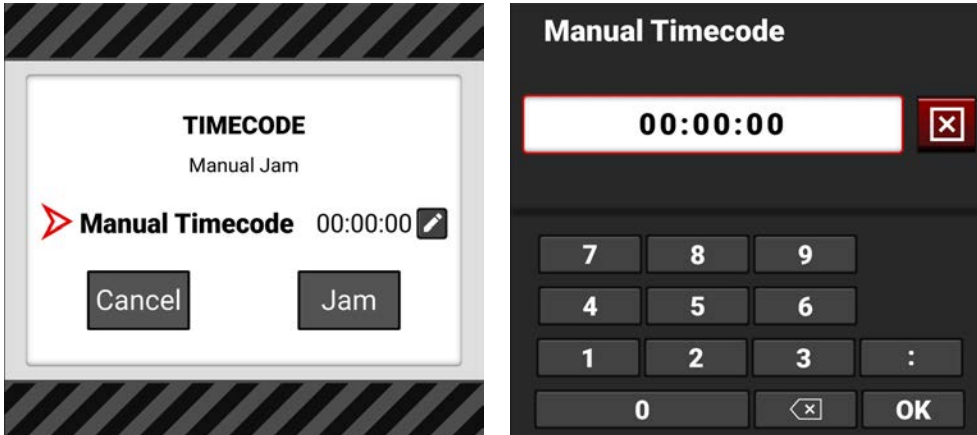 TIMECODE
Manual Jam
Manual Timecode 00:00:00
Cancel Jam
Manual Timecode
00:00:00
7 8 9
4 5 6
1 2 3 :
0 OK